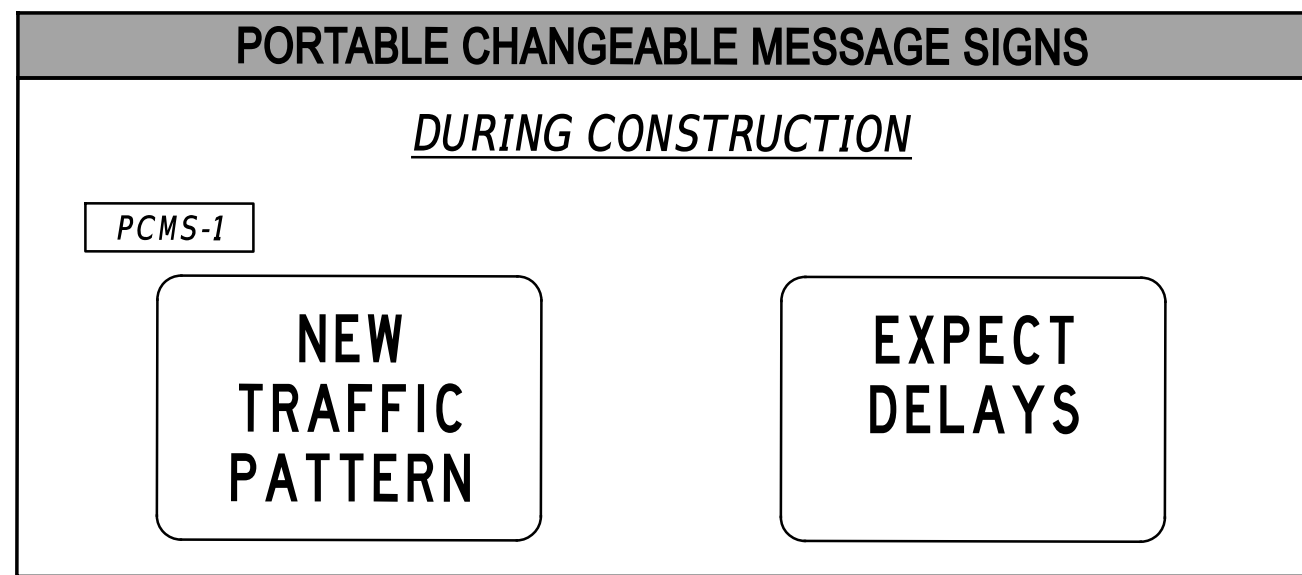 PORTABLE CHANGEABLE MESSAGE SIGNS
DURING CONSTRUCTION
PCMS-1
NEW
TRAFFIC
PATTERN
EXPECT
DELAYS